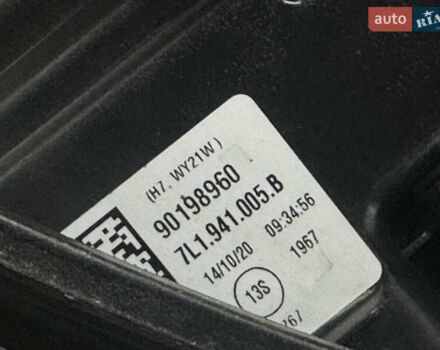 auto RIA
(H7, WY21W)
90198960
7L1.941.005.B
14/10/20 09:34:56
13S 1967